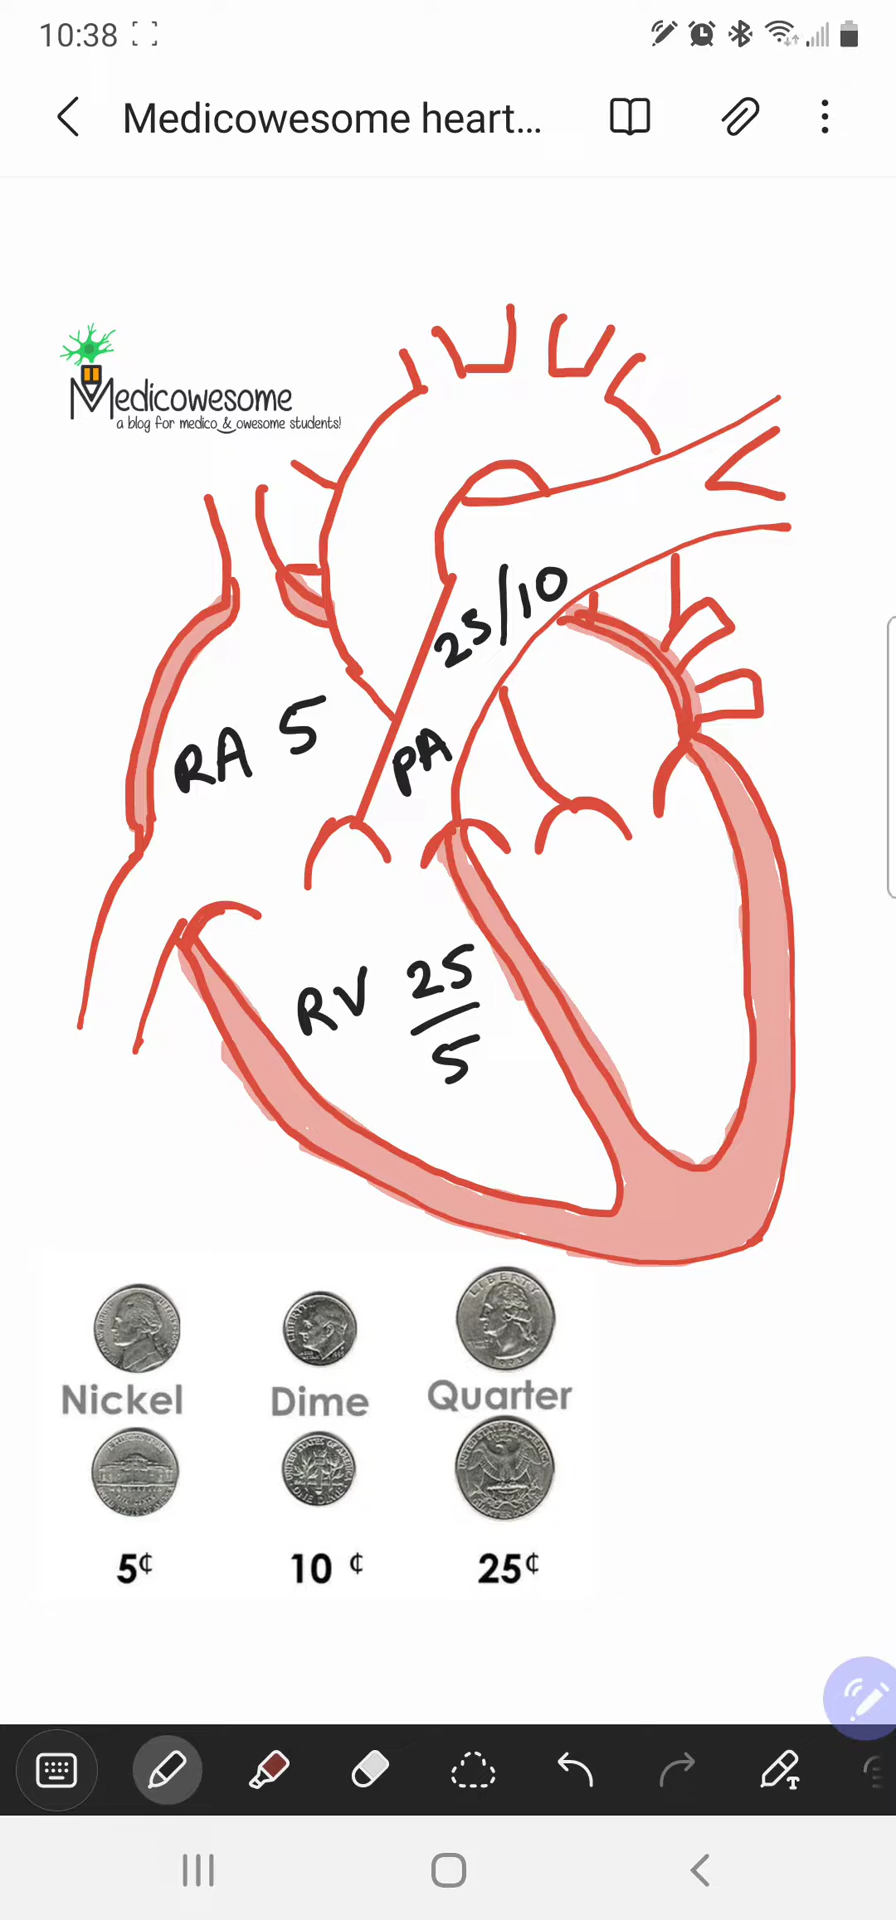 10:38
Medicowesome heart...
Medicowesome
a blog for medico & owesome students!
25/10
RA 5
PA
RV 25
5
Nickel Dime Quarter
5¢ 10 ¢ 25¢